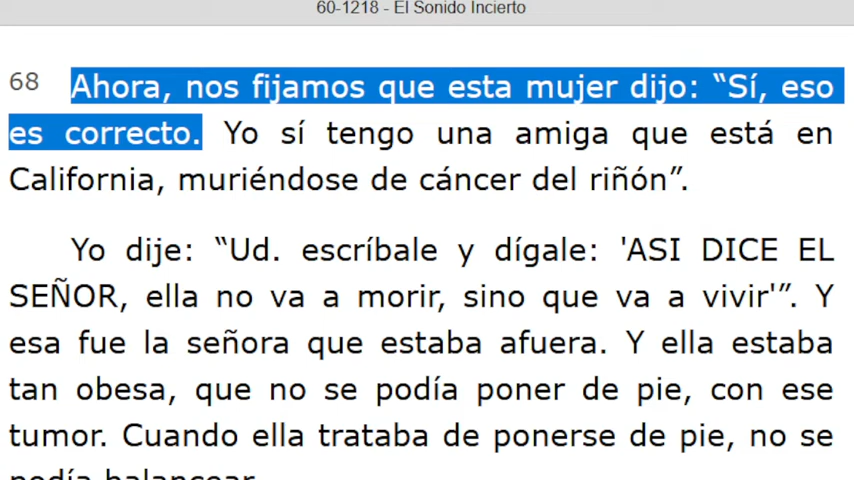 60-1218 - El Sonido Incierto
68 Ahora, nos fijamos que esta mujer dijo: “Sí, eso
es correcto. Yo sí tengo una amiga que está en
California, muriéndose de cáncer del riñón”.
Yo dije: “Ud. escríbale y dígale: 'ASI DICE EL
SEÑOR, ella no va a morir, sino que va a vivir'”. Y
esa fue la señora que estaba afuera. Y ella estaba
tan obesa, que no se podía poner de pie, con ese
tumor. Cuando ella trataba de ponerse de pie, no se
podía balancear